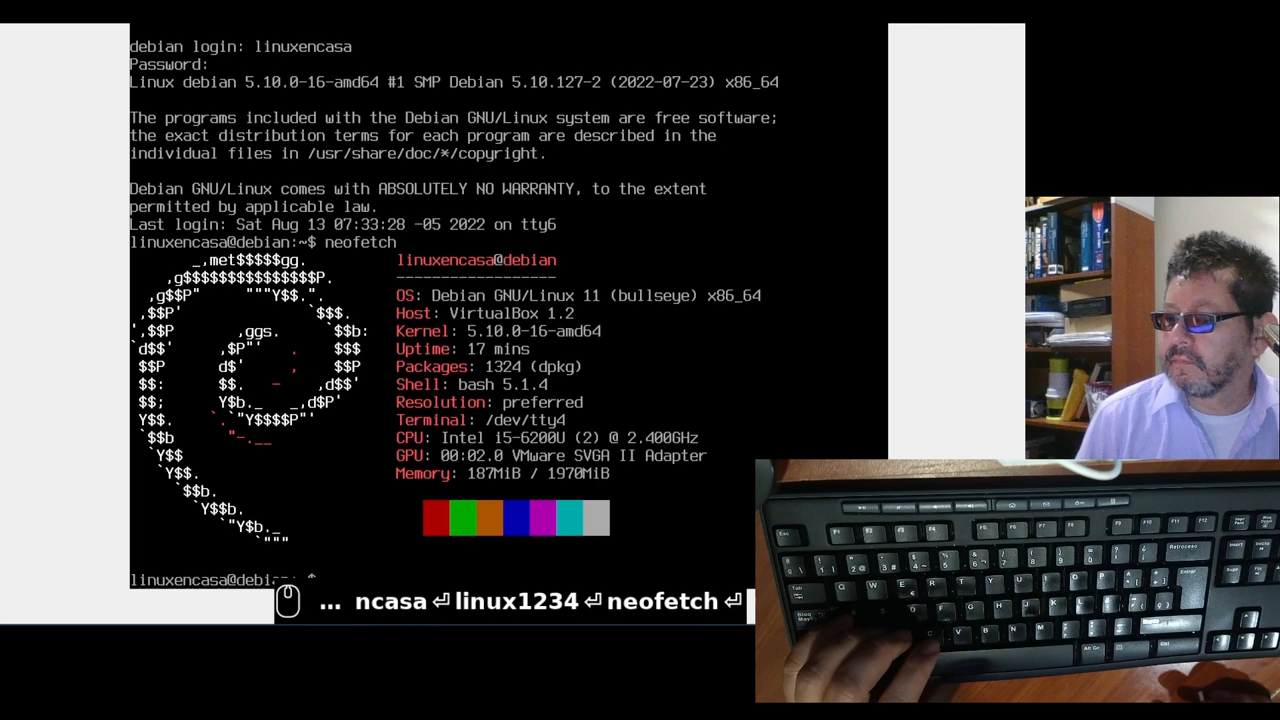 debian login: linuxencasa
Password:
Linux debian 5.10.0-16-amd64 #1 SMP Debian 5.10.127-2 (2022-07-23) x86_64
The programs included with the Debian GNU/Linux system are free software;
the exact distribution terms for each program are described in the
individual files in /usr/share/doc/*/copyright.
Debian GNU/Linux comes with ABSOLUTELY NO WARRANTY, to the extent
permitted by applicable law.
Last login: Sat Aug 13 07:33:28 -05 2022 on tty6
linuxencasa@debian:~$ neofetch
linuxencasa@debian
------------------
OS: Debian GNU/Linux 11 (bullseye) x86_64
Host: VirtualBox 1.2
Kernel: 5.10.0-16-amd64
Uptime: 17 mins
Packages: 1324 (dpkg)
Shell: bash 5.1.4
Resolution: preferred
Terminal: /dev/tty4
CPU: Intel i5-6200U (2) @ 2.400GHz
GPU: 00:02.0 VMware SVGA II Adapter
Memory: 187MiB / 1970MiB
linuxencasa@debi
... ncasa⏎linux1234⏎neofetch⏎